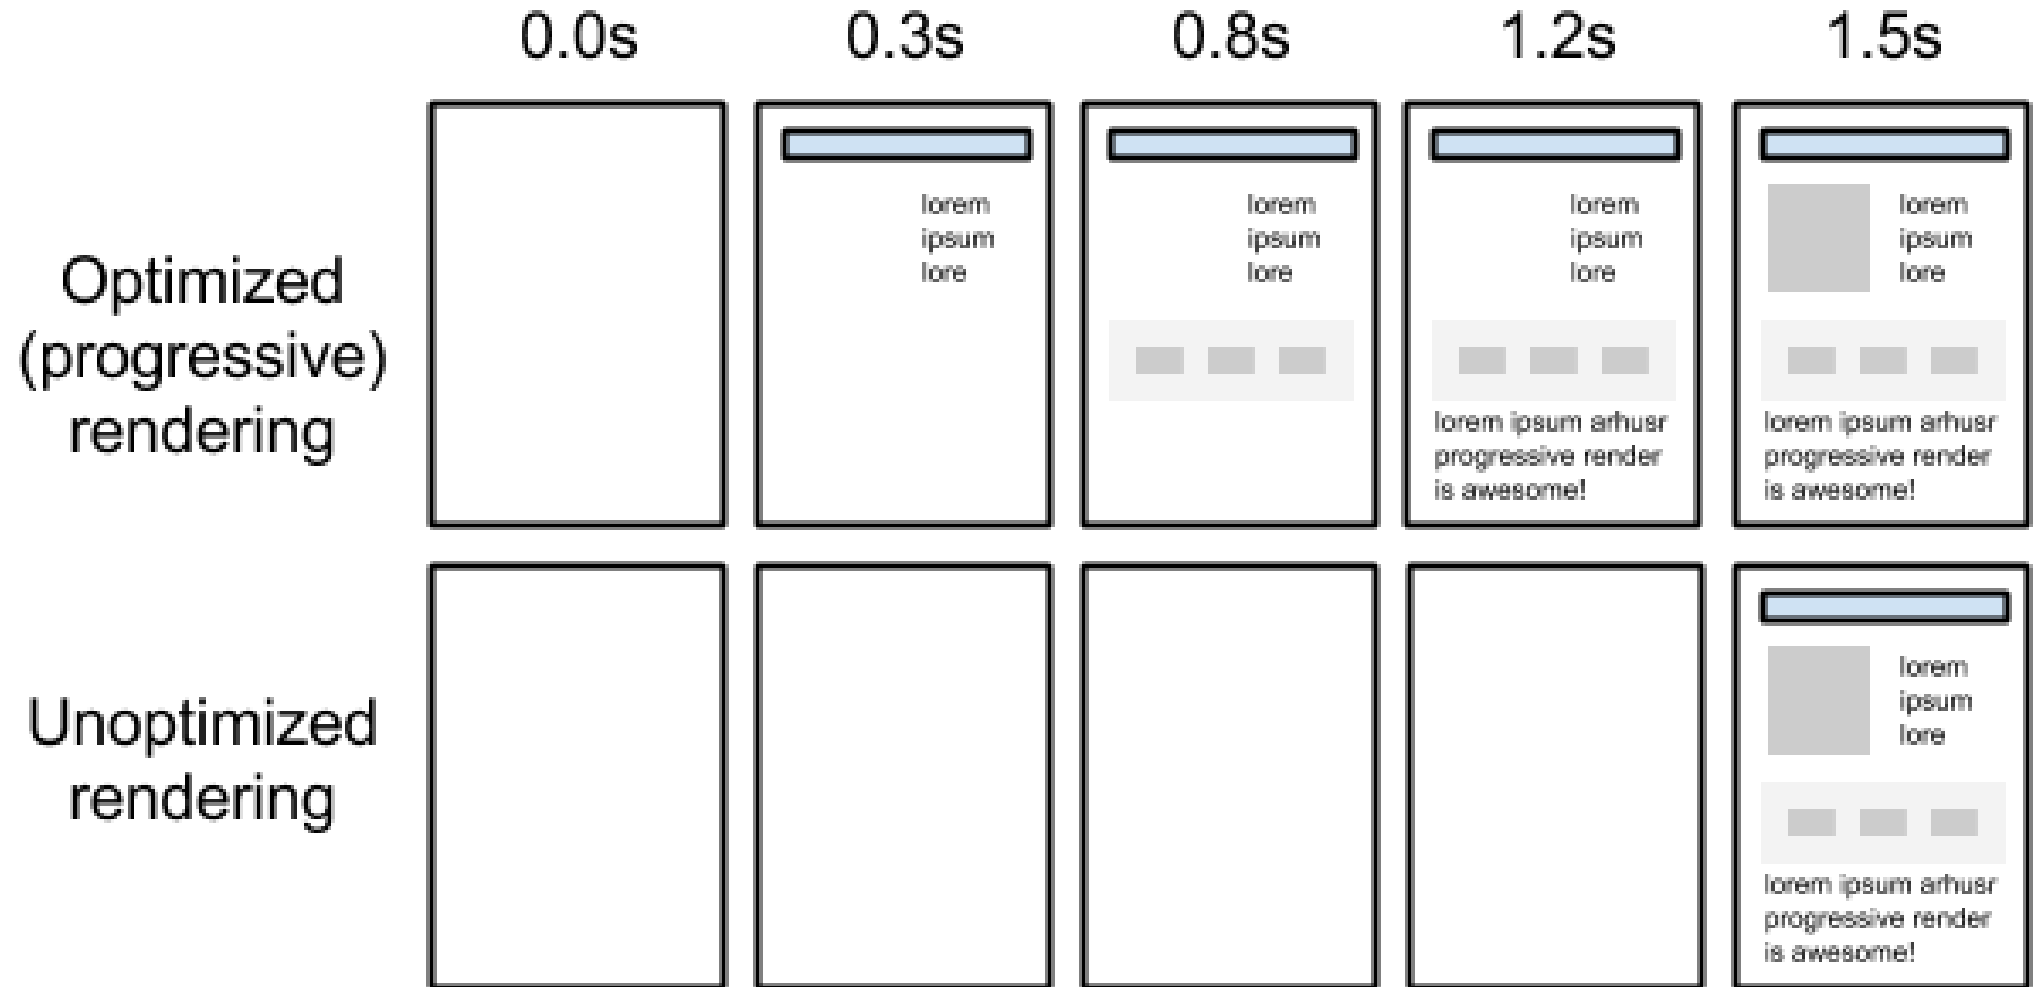 0.0s 0.3s 0.8s 1.2s 1.5s
Optimized
(progressive)
rendering
lorem
ipsum
lore
lorem
ipsum
lore
lorem
ipsum
lore
lorem ipsum arhusr
progressive render
is awesome!
lorem
ipsum
lore
lorem ipsum arhusr
progressive render
is awesome!
Unoptimized
rendering
lorem
ipsum
lore
lorem ipsum arhusr
progressive render
is awesome!